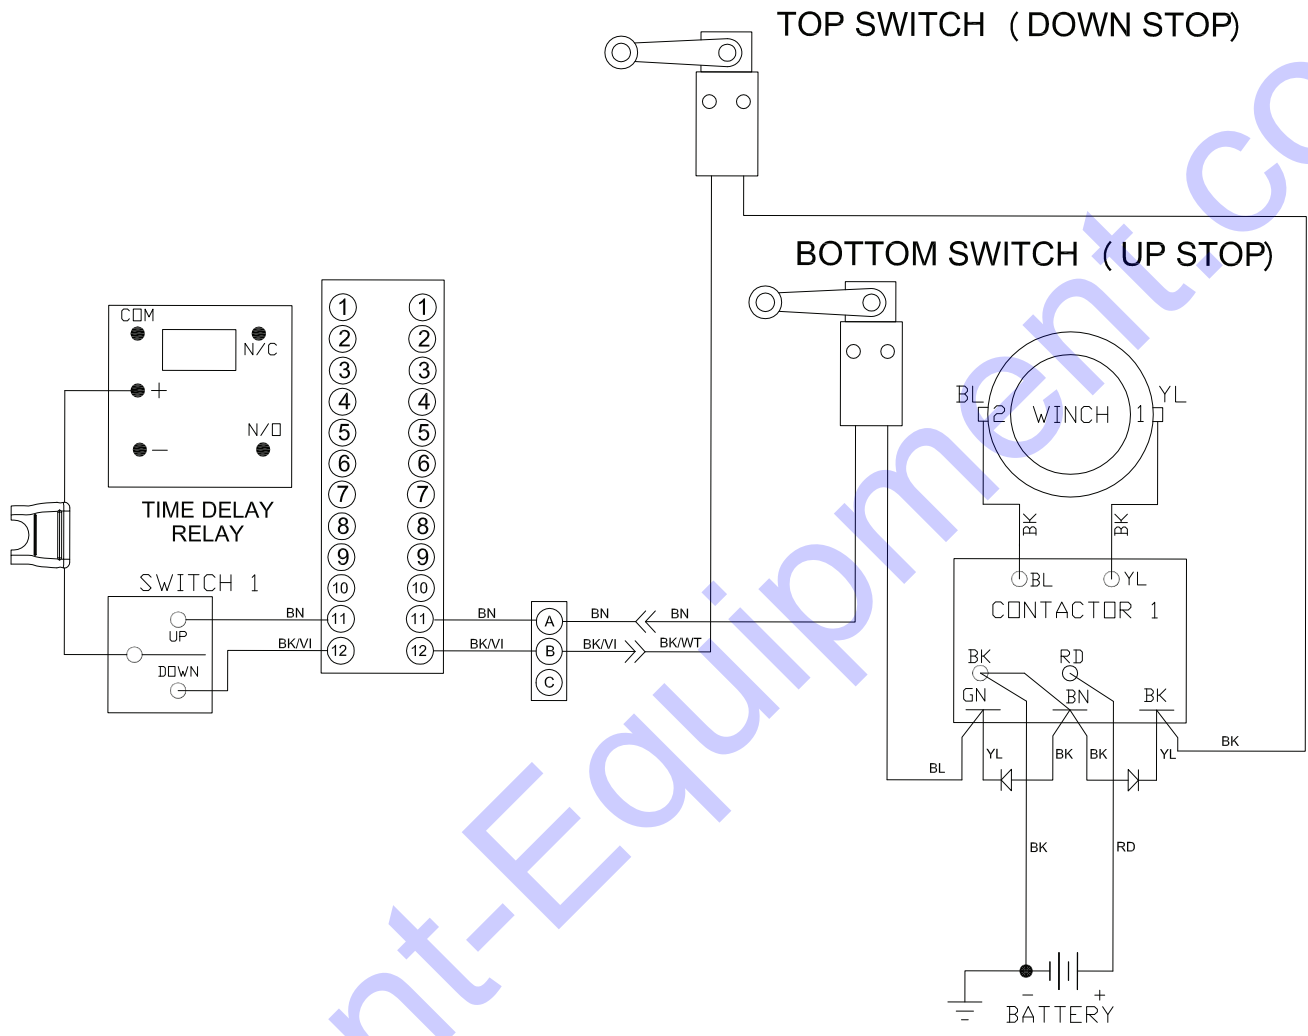 TOP SWITCH ( DOWN STOP)
BOTTOM SWITCH ( UP STOP)
COM
N/C
+
N/O
−
TIME DELAY
RELAY
SWITCH 1
UP
DOWN
BN
BK/VI
1 1
2 2
3 3
4 4
5 5
6 6
7 7
8 8
9 9
10 10
11 11
12 12
BN
BK/VI
A
B
C
BN BN
BK/VI BK/WT
BL YL
2 WINCH 1
BK BK
BL YL
CONTACTOR 1
BK RD
GN BN BK
YL BK BK YL
BL
BK
BK RD
− +
BATTERY
nt-Equipment.co